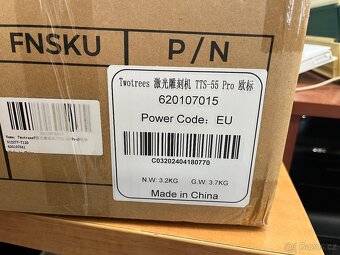 FNSKU P/N
Twotrees 激光雕刻机 TTS-55 Pro 欧标
620107015
Power Code: EU
C03202404180770
N.W: 3.2KG G.W: 3.7KG
Made in China